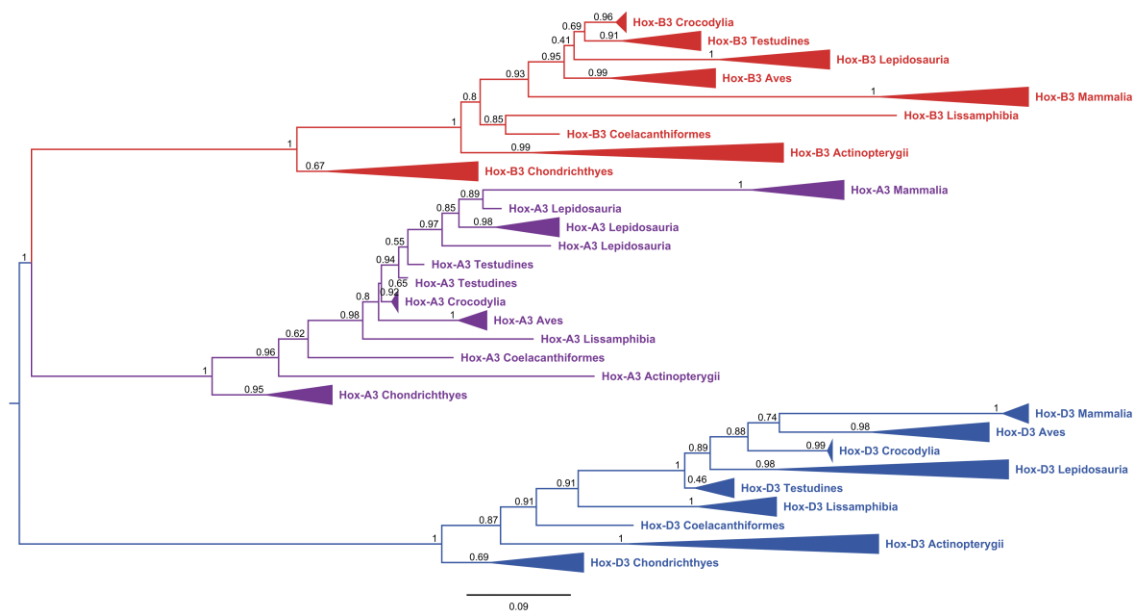 0.96 Hox-B3 Crocodylia
0.69
0.91 Hox-B3 Testudines
0.41
1 Hox-B3 Lepidosauria
0.95
0.99 Hox-B3 Aves
0.93
1 Hox-B3 Mammalia
0.8
Hox-B3 Lissamphibia
0.85
Hox-B3 Coelacanthiformes
1
0.99 Hox-B3 Actinopterygii
1
0.67 Hox-B3 Chondrichthyes
1 Hox-A3 Mammalia
0.89
Hox-A3 Lepidosauria
0.85
0.98 Hox-A3 Lepidosauria
0.97
Hox-A3 Lepidosauria
0.55
Hox-A3 Testudines
0.94
Hox-A3 Testudines
0.65
0.92 Hox-A3 Crocodylia
0.8
1 Hox-A3 Aves
0.98
Hox-A3 Lissamphibia
0.62
Hox-A3 Coelacanthiformes
0.96
Hox-A3 Actinopterygii
1
0.95 Hox-A3 Chondrichthyes
1
1 Hox-D3 Mammalia
0.74
0.98 Hox-D3 Aves
0.88
0.99 Hox-D3 Crocodylia
0.89
0.98 Hox-D3 Lepidosauria
1
0.46 Hox-D3 Testudines
0.91
1 Hox-D3 Lissamphibia
0.91
Hox-D3 Coelacanthiformes
0.87
1 Hox-D3 Actinopterygii
1
0.69 Hox-D3 Chondrichthyes
0.09